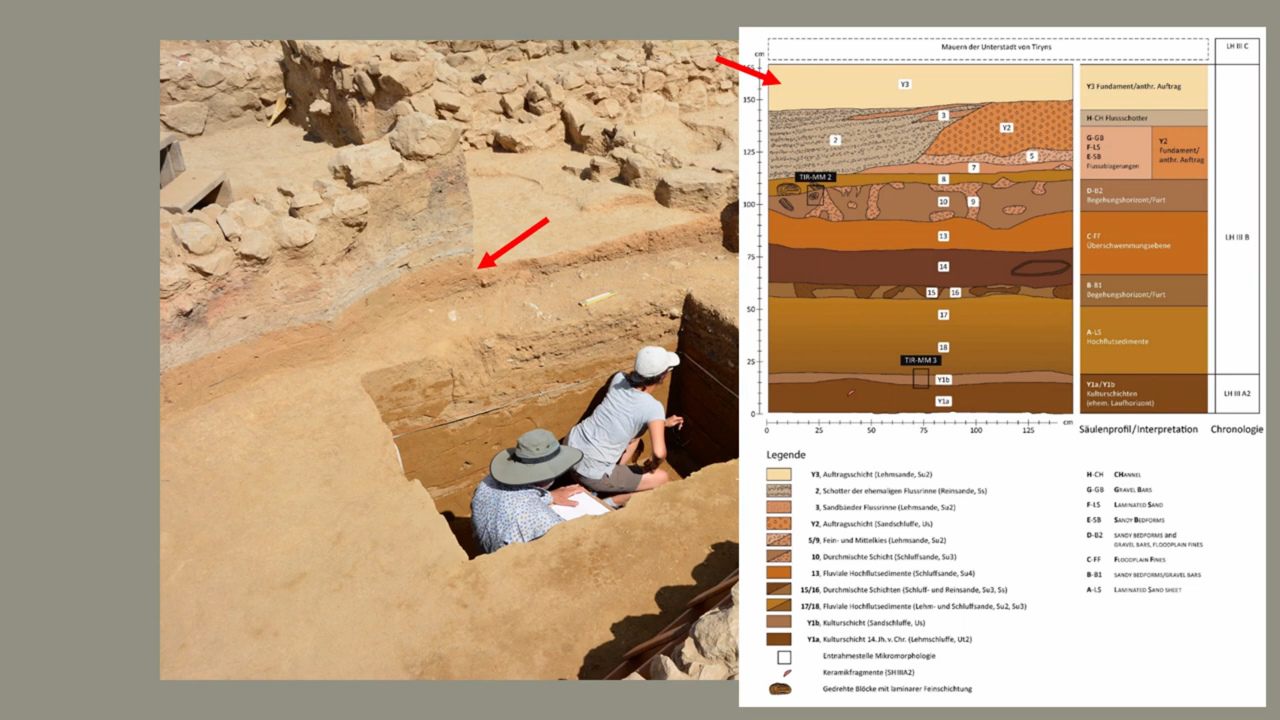 Mauern der Unterstadt von Tiryns
LH III C
cm
165
Y3
Y3 Fundament/anthr. Auftrag
150
3
H-CH Flussschotter
2
Y2
G-GB
F-LS
E-SB
Flussablagerungen
Y2
Fundament/
anthr. Auftrag
125
5
7
TIR-MM 2
8
D-B2
Begehungshorizont/Furt
100
10
9
13
C-FF
Überschwemmungsebene
LH III B
75
14
15
16
B-B1
Begehungshorizont/Furt
50
17
A-LS
Hochflutsedimente
18
25
TIR-MM 3
Y1b
Y1a/Y1b
Kulturschichten
(ehem. Laufhorizont)
LH III A2
Y1a
0
0 25 50 75 100 125 cm
Säulenprofil/Interpretation Chronologie
Legende
Y3, Auftragsschicht (Lehmsande, Su2)
2, Schotter der ehemaligen Flussrinne (Reinsande, Ss)
3, Sandbänder Flussrinne (Lehmsande, Su2)
Y2, Auftragsschicht (Sandschluffe, Us)
5/9, Fein- und Mittelkies (Lehmsande, Su2)
10, Durchmischte Schicht (Schluffsande, Su3)
13, Fluviale Hochflutsedimente (Schluffsande, Su4)
15/16, Durchmischte Schichten (Schluff- und Reinsande, Su3, Ss)
17/18, Fluviale Hochflutsedimente (Lehm- und Schluffsande, Su2, Su3)
Y1b, Kulturschicht (Sandschluffe, Us)
Y1a, Kulturschicht 14. Jh. v. Chr. (Lehmschluffe, Ut2)
Entnahmestelle Mikromorphologie
Keramikfragmente (SH IIIA2)
Gedrehte Blöcke mit laminarer Feinschichtung
H-CH CHANNEL
G-GB GRAVEL BARS
F-LS LAMINATED SAND
E-SB SANDY BEDFORMS
D-B2 SANDY BEDFORMS and
GRAVEL BARS, FLOODPLAIN FINES
C-FF FLOODPLAIN FINES
B-B1 SANDY BEDFORMS/GRAVEL BARS
A-LS LAMINATED SAND SHEET